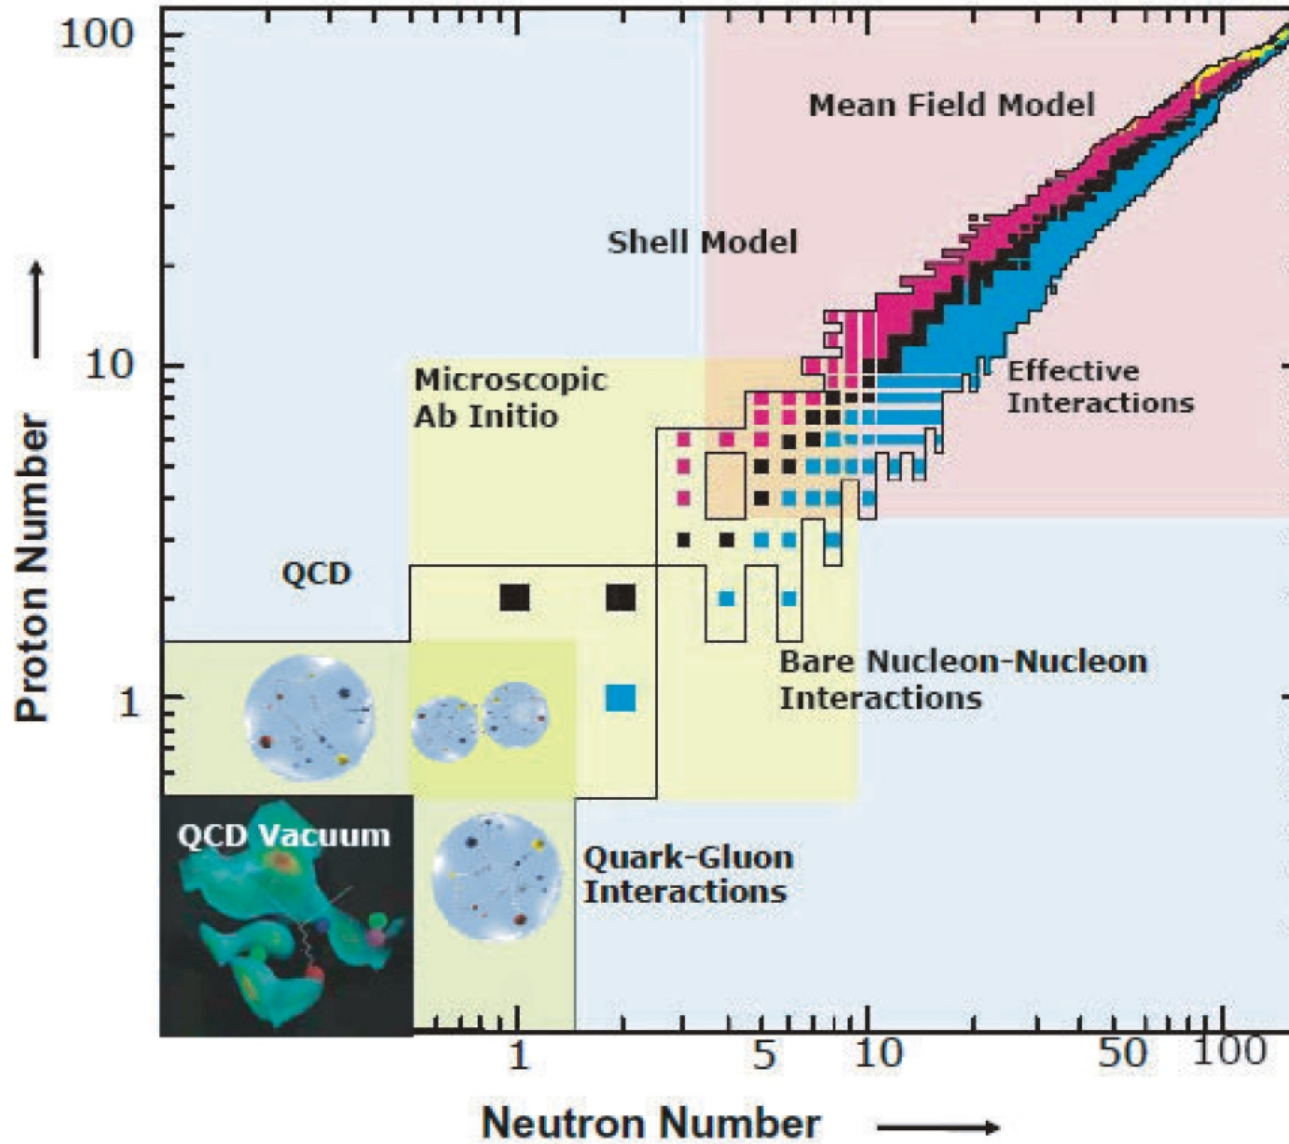 100
Mean Field Model
Shell Model
10
Microscopic
Ab Initio
Effective
Interactions
QCD
Bare Nucleon-Nucleon
Interactions
1
QCD Vacuum
Quark-Gluon
Interactions
Proton Number
1
5
10
50
100
Neutron Number